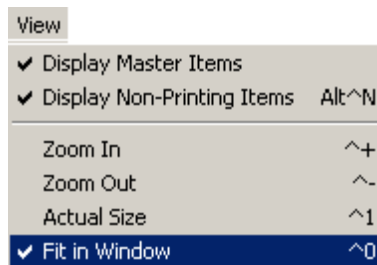 View
✔ Display Master Items
✔ Display Non-Printing Items Alt^N
Zoom In ^+
Zoom Out ^-
Actual Size ^1
✔ Fit in Window ^0